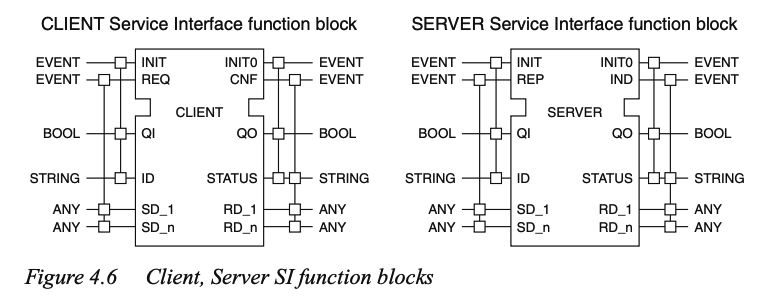 CLIENT Service Interface function block
SERVER Service Interface function block
EVENT INIT INIT0 EVENT
EVENT REQ CNF EVENT
CLIENT
BOOL QI QO BOOL
STRING ID STATUS STRING
ANY SD_1 RD_1 ANY
ANY SD_n RD_n ANY
EVENT INIT INIT0 EVENT
EVENT REP IND EVENT
SERVER
BOOL QI QO BOOL
STRING ID STATUS STRING
ANY SD_1 RD_1 ANY
ANY SD_n RD_n ANY
Figure 4.6 Client, Server SI function blocks